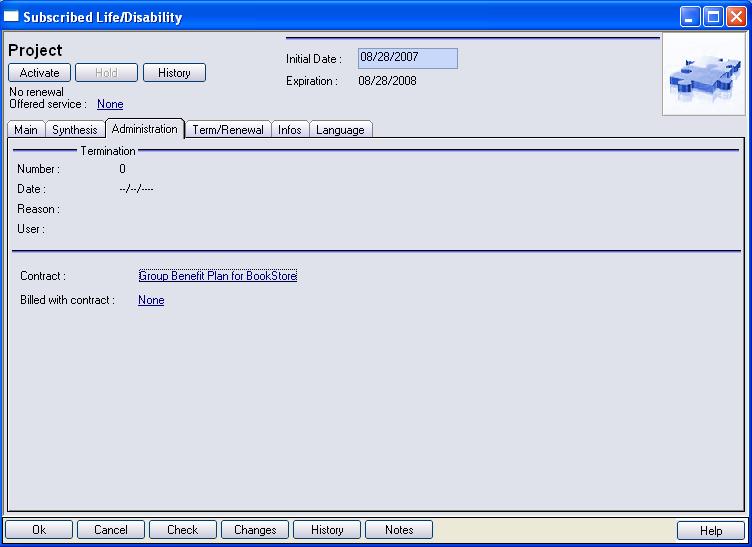 Subscribed Life/Disability
Project
Initial Date : 08/28/2007
Activate Hold History
Expiration : 08/28/2008
No renewal
Offered service : None
Main Synthesis Administration Term/Renewal Infos Language
Termination
Number : 0
Date : --/--/----
Reason :
User :
Contract : Group Benefit Plan for BookStore
Billed with contract : None
Ok Cancel Check Changes History Notes Help